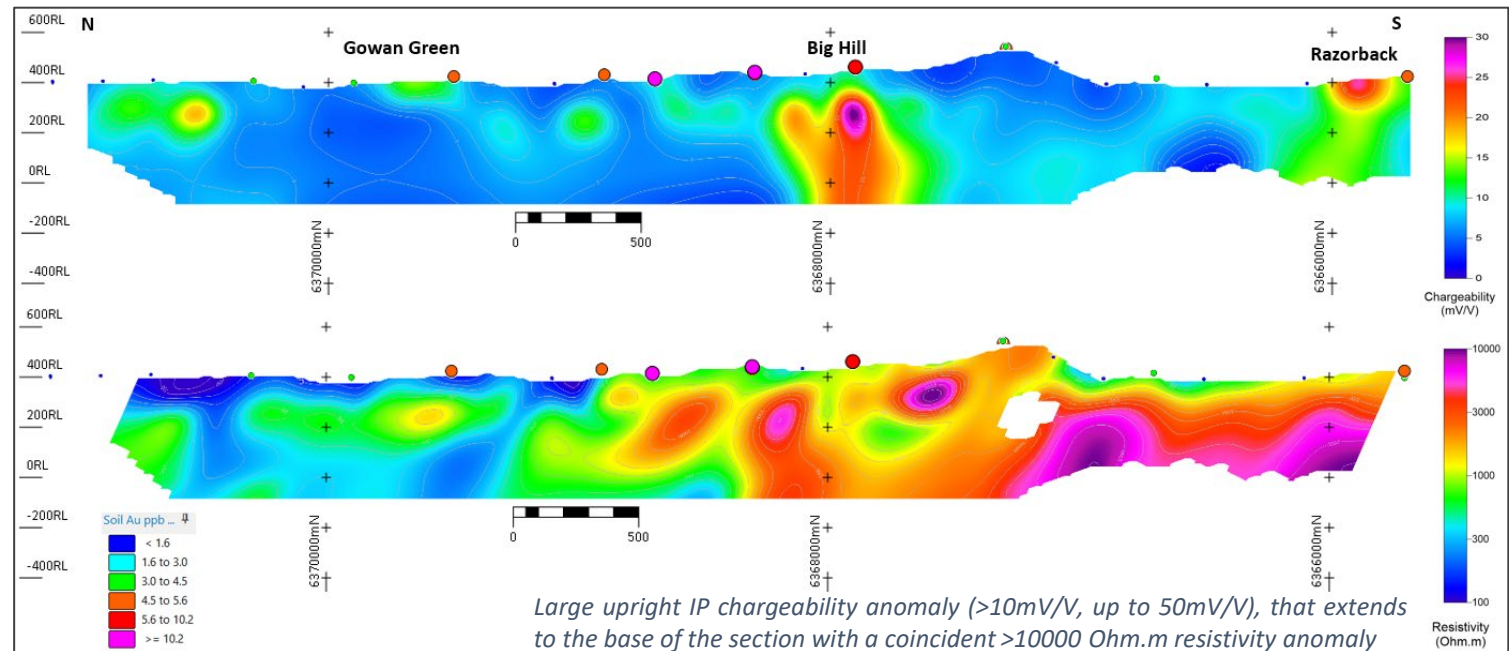 600RL N S
Gowan Green Big Hill Razorback
400RL
200RL
0RL
-200RL
-400RL
0 500
6370000mN 6368000mN 6366000mN
30
25
20
15
10
5
0
Chargeability
(mV/V)
600RL
400RL
200RL
0RL
-200RL
-400RL
0 500
6370000mN 6368000mN 6366000mN
10000
3000
1000
300
100
Resistivity
(Ohm.m)
Soil Au ppb ...
< 1.6
1.6 to 3.0
3.0 to 4.5
4.5 to 5.6
5.6 to 10.2
>= 10.2
Large upright IP chargeability anomaly (>10mV/V, up to 50mV/V), that extends
to the base of the section with a coincident >10000 Ohm.m resistivity anomaly